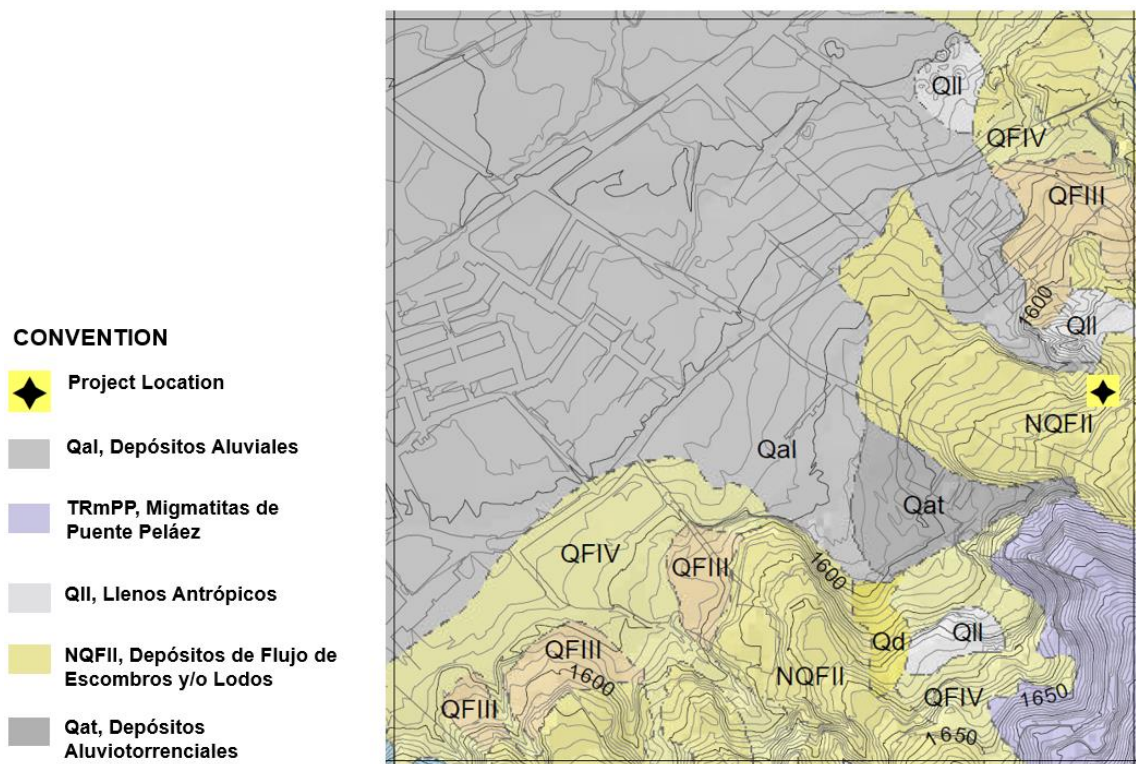 CONVENTION
Project Location
Qal, Depósitos Aluviales
TRmPP, Migmatitas de
Puente Peláez
Qll, Llenos Antrópicos
NQFII, Depósitos de Flujo de
Escombros y/o Lodos
Qat, Depósitos
Aluviotorrenciales
Qll
QFIV
QFIII
1600
Qll
NQFII
Qal
Qat
QFIV
QFIII
1600
Qd
Qll
QFIII
1600
NQFII
QFIV
1650
QFIII
1650